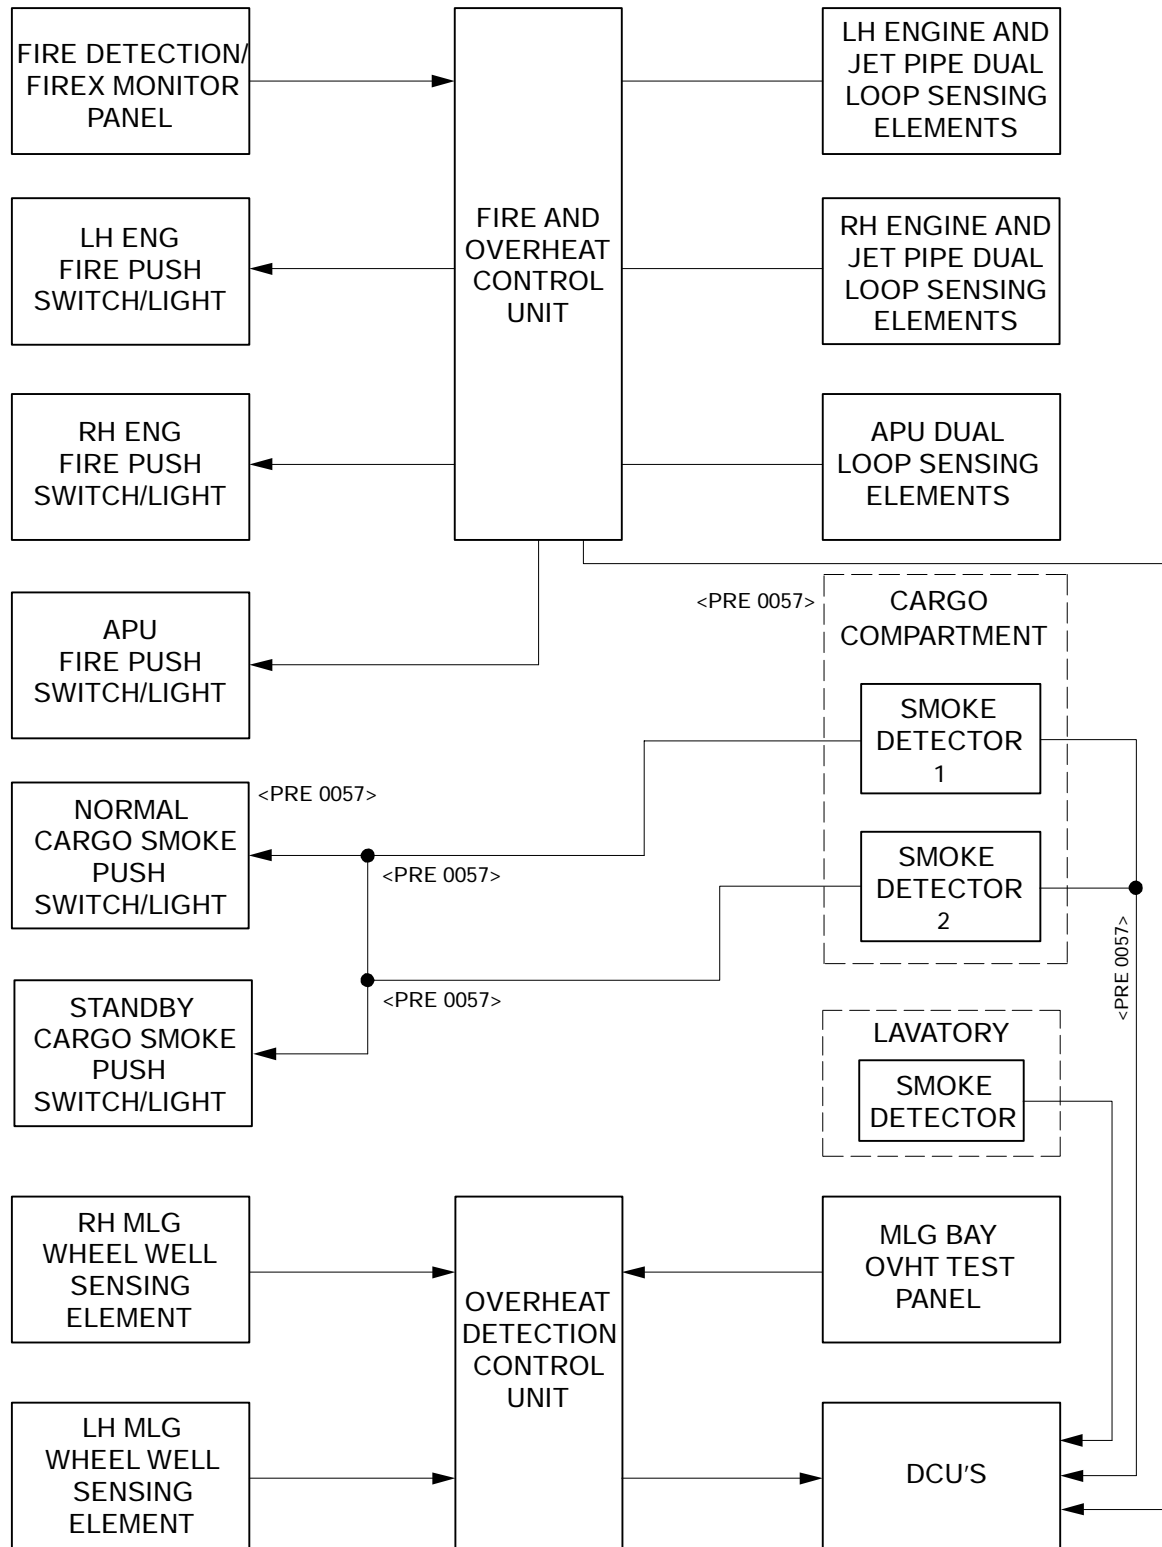 FIRE DETECTION/
FIREX MONITOR
PANEL
LH ENGINE AND
JET PIPE DUAL
LOOP SENSING
ELEMENTS
LH ENG
FIRE PUSH
SWITCH/LIGHT
FIRE AND
OVERHEAT
CONTROL
UNIT
RH ENGINE AND
JET PIPE DUAL
LOOP SENSING
ELEMENTS
RH ENG
FIRE PUSH
SWITCH/LIGHT
APU DUAL
LOOP SENSING
ELEMENTS
APU
FIRE PUSH
SWITCH/LIGHT
<PRE 0057>
CARGO
COMPARTMENT
SMOKE
DETECTOR
1
<PRE 0057>
NORMAL
CARGO SMOKE
PUSH
SWITCH/LIGHT
<PRE 0057>
SMOKE
DETECTOR
2
<PRE 0057>
STANDBY
CARGO SMOKE
PUSH
SWITCH/LIGHT
<PRE 0057>
LAVATORY
SMOKE
DETECTOR
RH MLG
WHEEL WELL
SENSING
ELEMENT
OVERHEAT
DETECTION
CONTROL
UNIT
MLG BAY
OVHT TEST
PANEL
LH MLG
WHEEL WELL
SENSING
ELEMENT
DCU'S